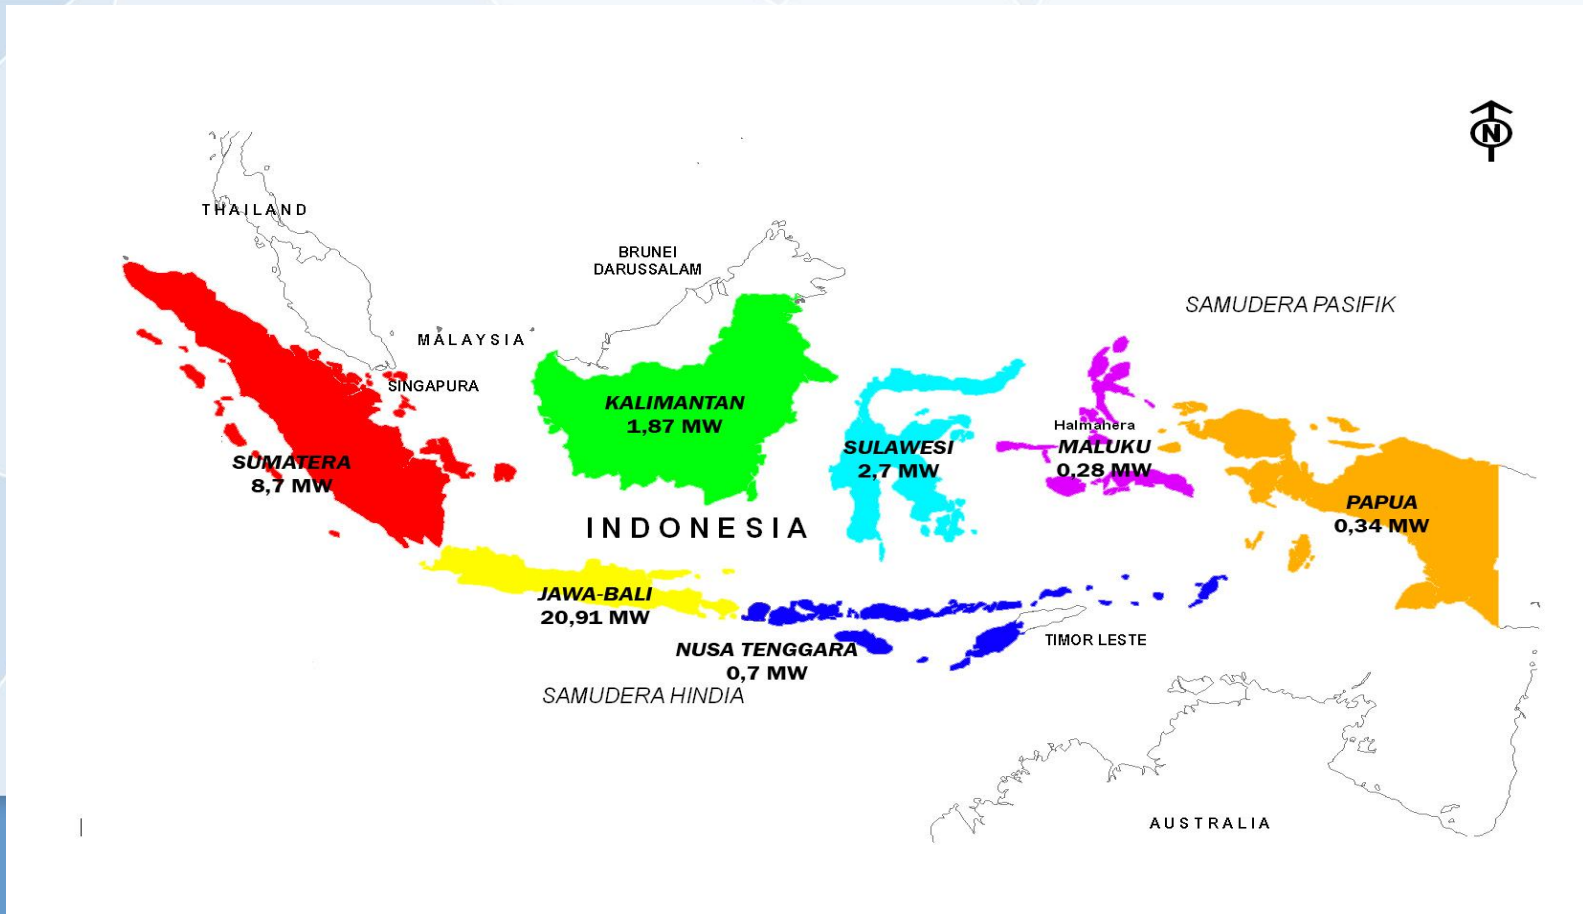 N
THAILAND
BRUNEI
DARUSSALAM
SAMUDERA PASIFIK
MALAYSIA
SINGAPURA
KALIMANTAN
1,87 MW
Halmahera
SUMATERA
8,7 MW
SULAWESI
2,7 MW
MALUKU
0,28 MW
PAPUA
0,34 MW
INDONESIA
JAWA-BALI
20,91 MW
NUSA TENGGARA
0,7 MW
TIMOR LESTE
SAMUDERA HINDIA
AUSTRALIA